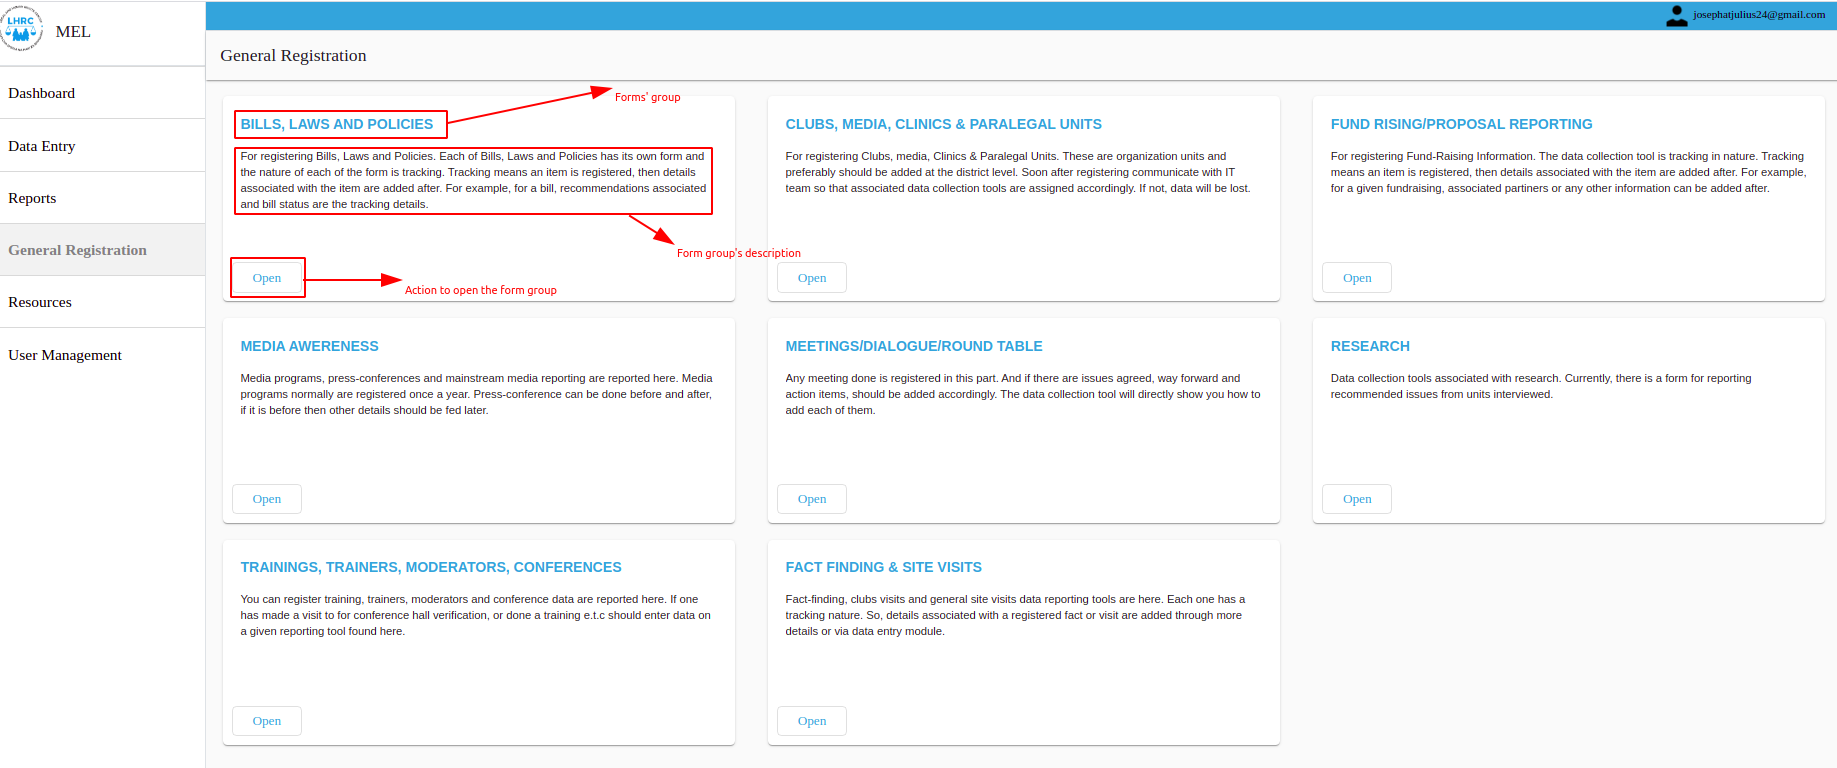 LHRC
MEL
josephatjulius24@gmail.com
General Registration
Dashboard
Data Entry
Reports
General Registration
Resources
User Management
Forms' group
BILLS, LAWS AND POLICIES
For registering Bills, Laws and Policies. Each of Bills, Laws and Policies has its own form and
the nature of each of the form is tracking. Tracking means an item is registered, then details
associated with the item are added after. For example, for a bill, recommendations associated
and bill status are the tracking details.
Form group's description
Open
Action to open the form group
CLUBS, MEDIA, CLINICS & PARALEGAL UNITS
For registering Clubs, media, Clinics & Paralegal Units. These are organization units and
preferably should be added at the district level. Soon after registering communicate with IT
team so that associated data collection tools are assigned accordingly. If not, data will be lost.
Open
FUND RISING/PROPOSAL REPORTING
For registering Fund-Raising Information. The data collection tool is tracking in nature. Tracking
means an item is registered, then details associated with the item are added after. For example,
for a given fundraising, associated partners or any other information can be added after.
Open
MEDIA AWERENESS
Media programs, press-conferences and mainstream media reporting are reported here. Media
programs normally are registered once a year. Press-conference can be done before and after,
if it is before then other details should be fed later.
Open
MEETINGS/DIALOGUE/ROUND TABLE
Any meeting done is registered in this part. And if there are issues agreed, way forward and
action items, should be added accordingly. The data collection tool will directly show you how to
add each of them.
Open
RESEARCH
Data collection tools associated with research. Currently, there is a form for reporting
recommended issues from units interviewed.
Open
TRAININGS, TRAINERS, MODERATORS, CONFERENCES
You can register training, trainers, moderators and conference data are reported here. If one
has made a visit to for conference hall verification, or done a training e.t.c should enter data on
a given reporting tool found here.
Open
FACT FINDING & SITE VISITS
Fact-finding, clubs visits and general site visits data reporting tools are here. Each one has a
tracking nature. So, details associated with a registered fact or visit are added through more
details or via data entry module.
Open